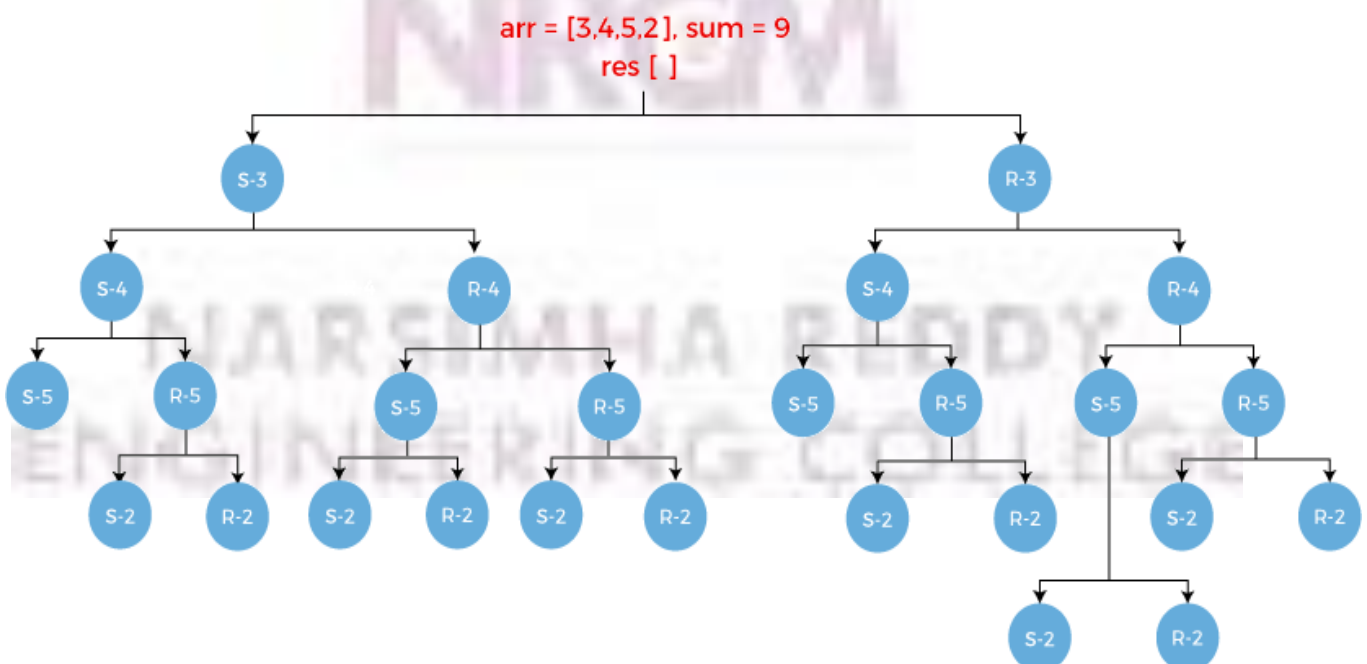 arr = [3,4,5,2], sum = 9
res [ ]
S-3 R-3
S-4 R-4 S-4 R-4
S-5 R-5 S-5 R-5 S-5 R-5 S-5 R-5
S-2 R-2 S-2 R-2 S-2 R-2 S-2 R-2 S-2 R-2
S-2 R-2
NRCM
NARSIMHA REDDY
ENGINEERING COLLEGE